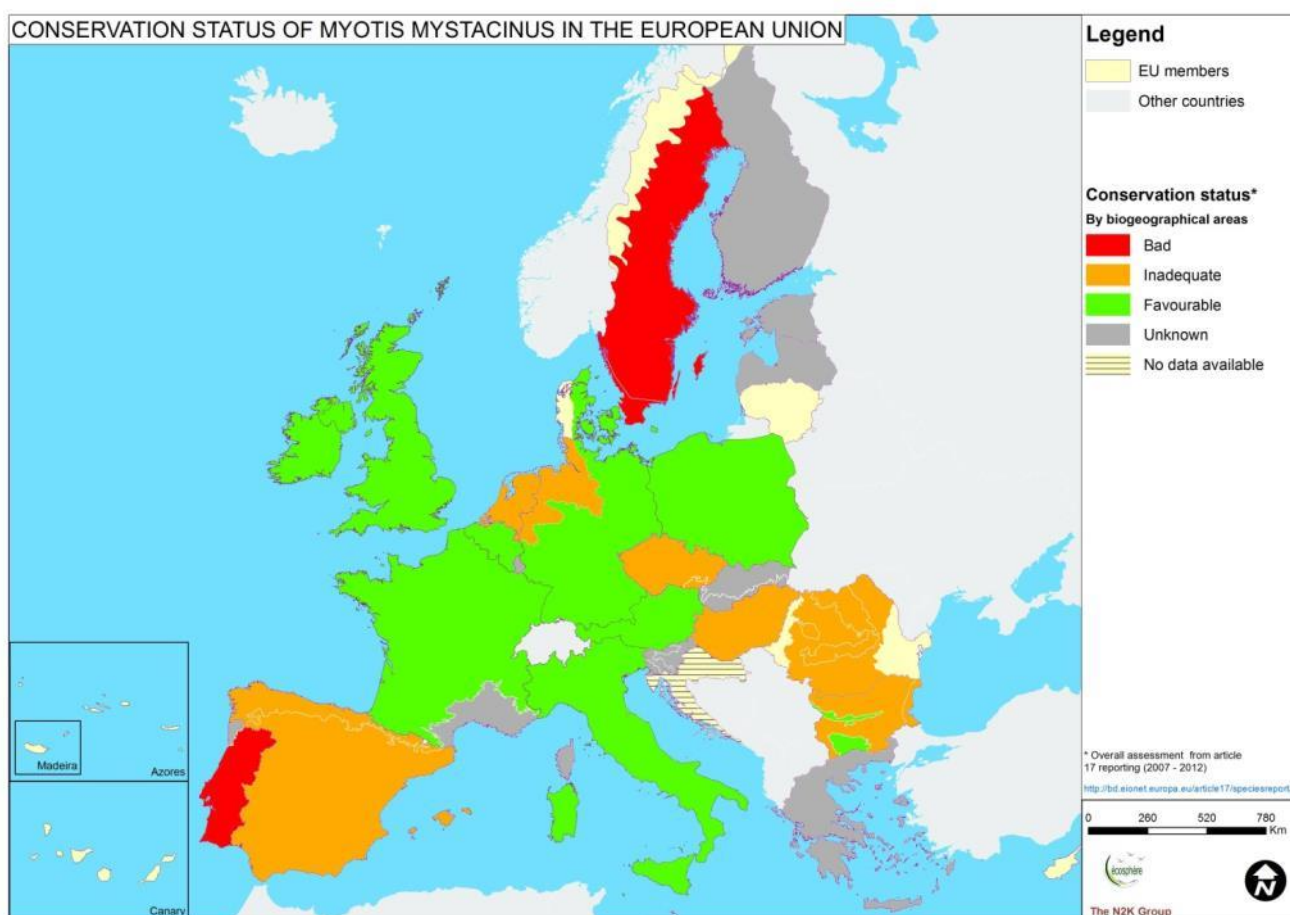 CONSERVATION STATUS OF MYOTIS MYSTACINUS IN THE EUROPEAN UNION
Legend
EU members
Other countries
Conservation status*
By biogeographical areas
Bad
Inadequate
Favourable
Unknown
No data available
Madeira
Azores
Canary
* Overall assessment from article
17 reporting (2007 - 2012)
http://bd.eionet.europa.eu/article17/speciesreport
0 260 520 780
Km
écosphère
N
The N2K Group